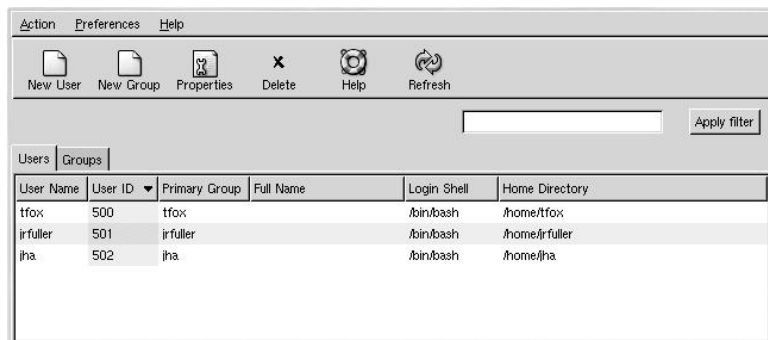 Action Preferences Help
New User New Group Properties Delete Help Refresh
Apply filter
Users Groups
User Name User ID Primary Group Full Name Login Shell Home Directory
tfox 500 tfox /bin/bash /home/tfox
jrfuller 501 jrfuller /bin/bash /home/jrfuller
jha 502 jha /bin/bash /home/jha